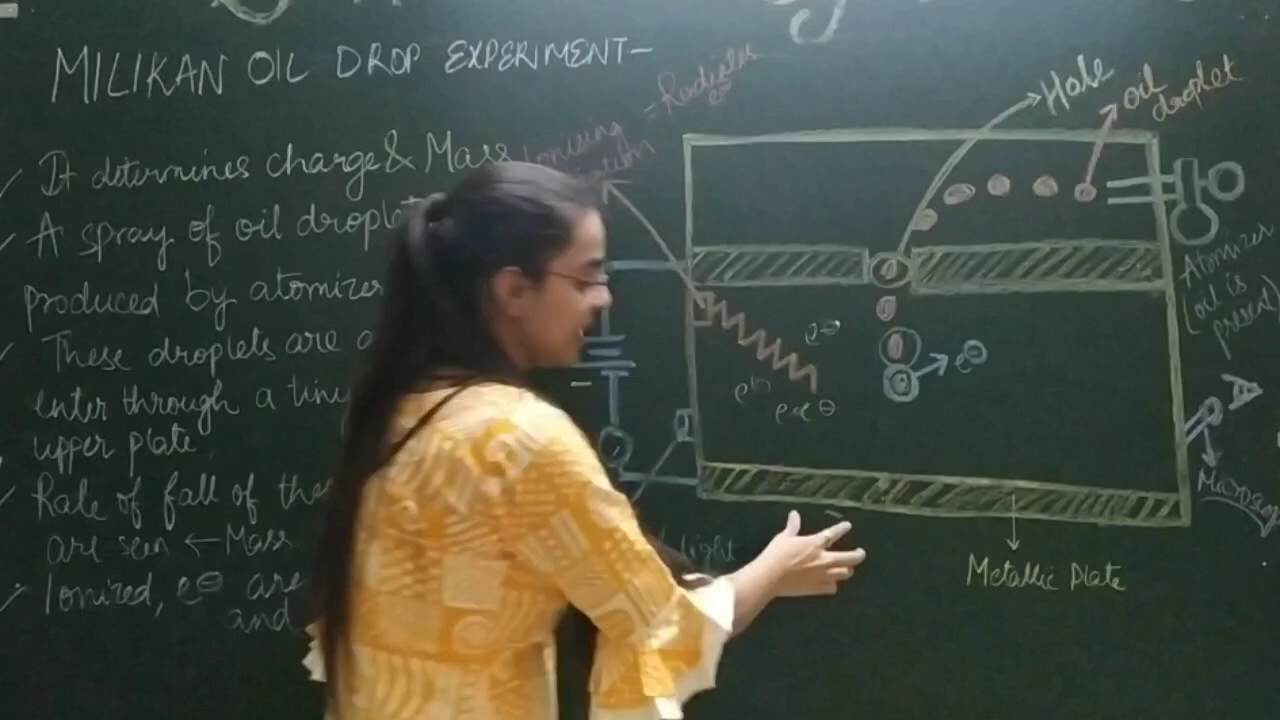 MILIKAN OIL DROP EXPERIMENT-
It determines charge & Mass
A spray of oil droplet
produced by atomizer
These droplets are
enter through a
upper plate.
Rate of fall of the
are seen ← Mass
Ionized, e⊖ are
and
Hole
oil
droplet
Atomizer
(oil is
present)
e⊖
e⊖
Metallic Plate
light